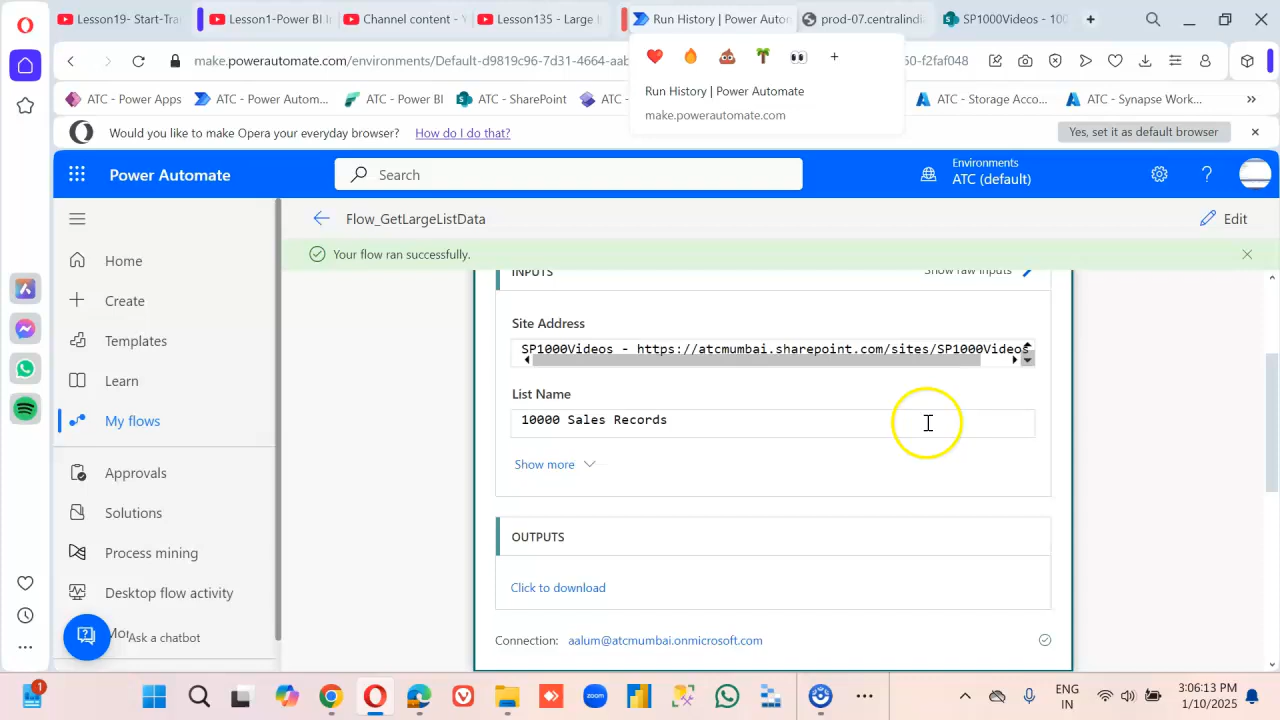 Lesson19 - Start-Tra
Lesson1-Power BI I
Channel content - Y
Lesson135 - Large l
Run History | Power Autom
prod-07.centralindi
SP1000Videos - 100
make.powerautomate.com/environments/Default-d9819c96-7d31-4664-aab
60-f2faf048
Run History | Power Automate
make.powerautomate.com
ATC - Power Apps
ATC - Power Autom...
ATC - Power BI
ATC - SharePoint
ATC -
ATC - Storage Acco...
ATC - Synapse Work...
Would you like to make Opera your everyday browser?
How do I do that?
Yes, set it as default browser
Power Automate
Search
Environments
ATC (default)
Flow_GetLargeListData
Edit
Your flow ran successfully.
Home
Create
Templates
Learn
My flows
Approvals
Solutions
Process mining
Desktop flow activity
Mor
Ask a chatbot
INPUTS
Show raw inputs
Site Address
SP1000Videos - https://atcmumbai.sharepoint.com/sites/SP1000Videos
List Name
10000 Sales Records
Show more
OUTPUTS
Click to download
Connection: aalum@atcmumbai.onmicrosoft.com
1
zoom
ENG
IN
3:06:13 PM
1/10/2025